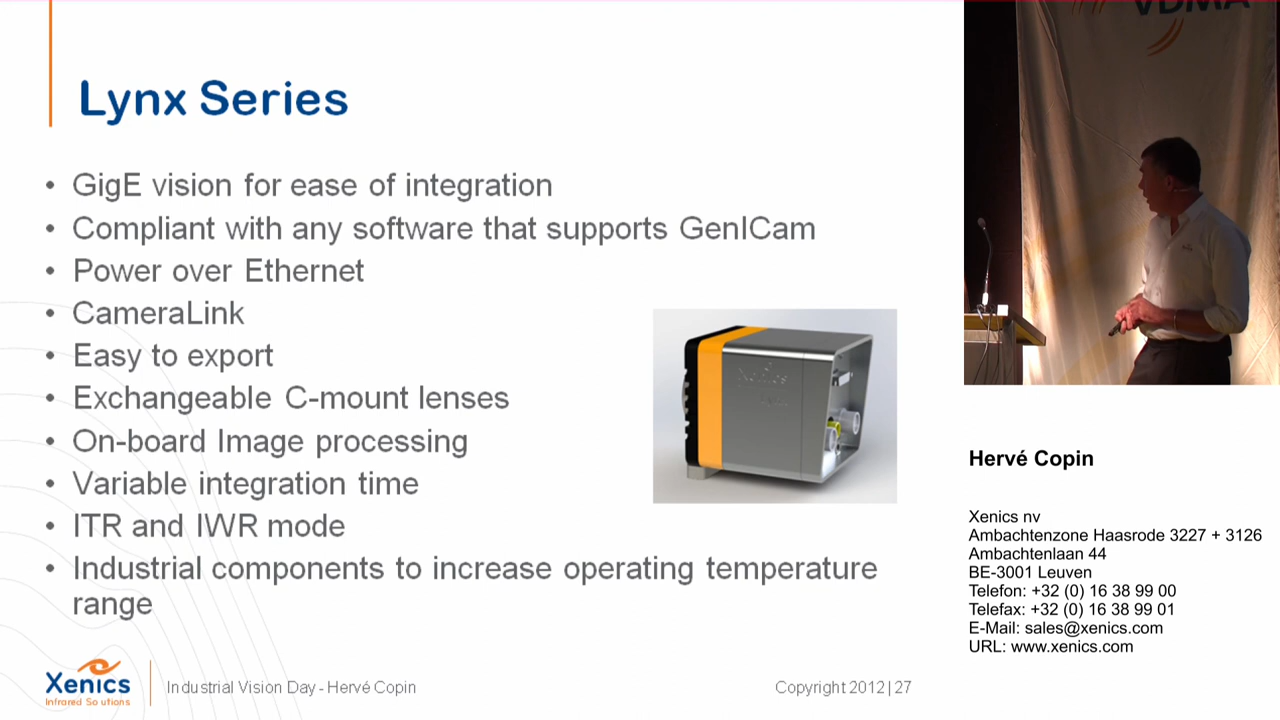 Lynx Series
• GigE vision for ease of integration
• Compliant with any software that supports GenICam
• Power over Ethernet
• CameraLink
• Easy to export
• Exchangeable C-mount lenses
• On-board Image processing
• Variable integration time
• ITR and IWR mode
• Industrial components to increase operating temperature
range
Xenics
Infrared Solutions
Industrial Vision Day - Hervé Copin
Copyright 2012 | 27
Xenics
Lynx
VDMA
Hervé Copin
Xenics nv
Ambachtenzone Haasrode 3227 + 3126
Ambachtenlaan 44
BE-3001 Leuven
Telefon: +32 (0) 16 38 99 00
Telefax: +32 (0) 16 38 99 01
E-Mail: sales@xenics.com
URL: www.xenics.com